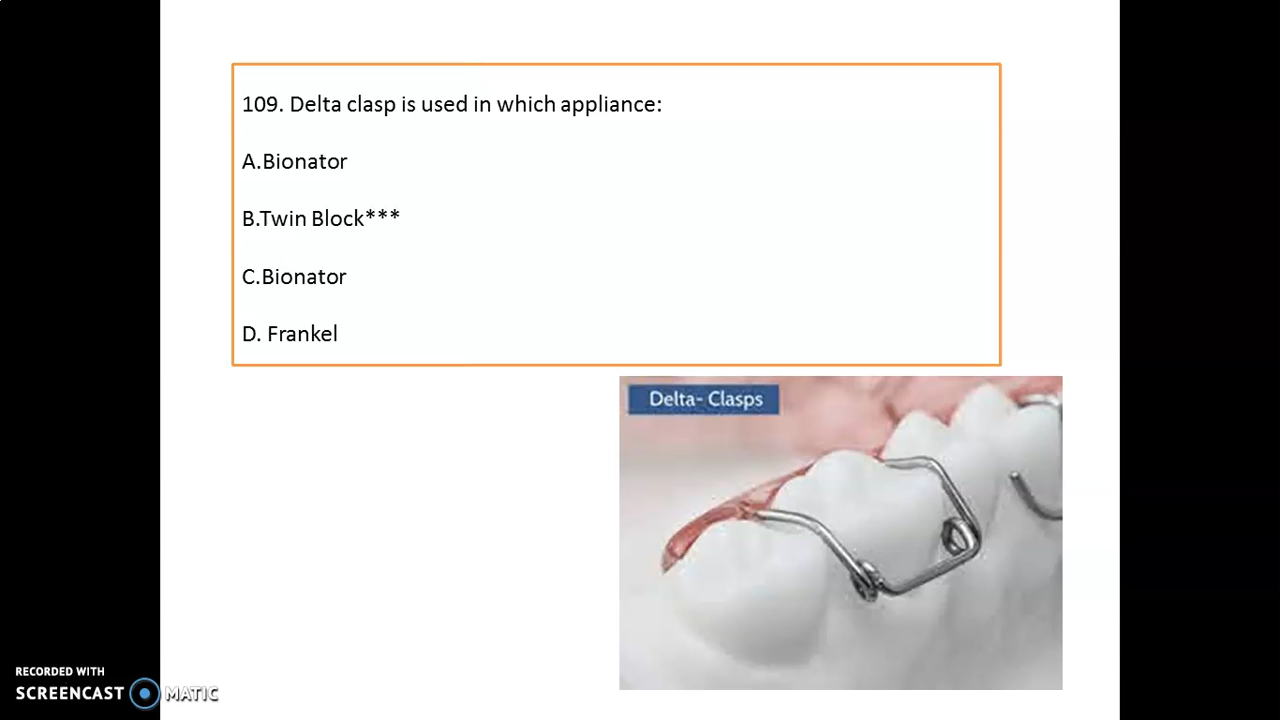 109. Delta clasp is used in which appliance:
A.Bionator
B.Twin Block***
C.Bionator
D. Frankel
Delta- Clasps
RECORDED WITH
SCREENCAST MATIC